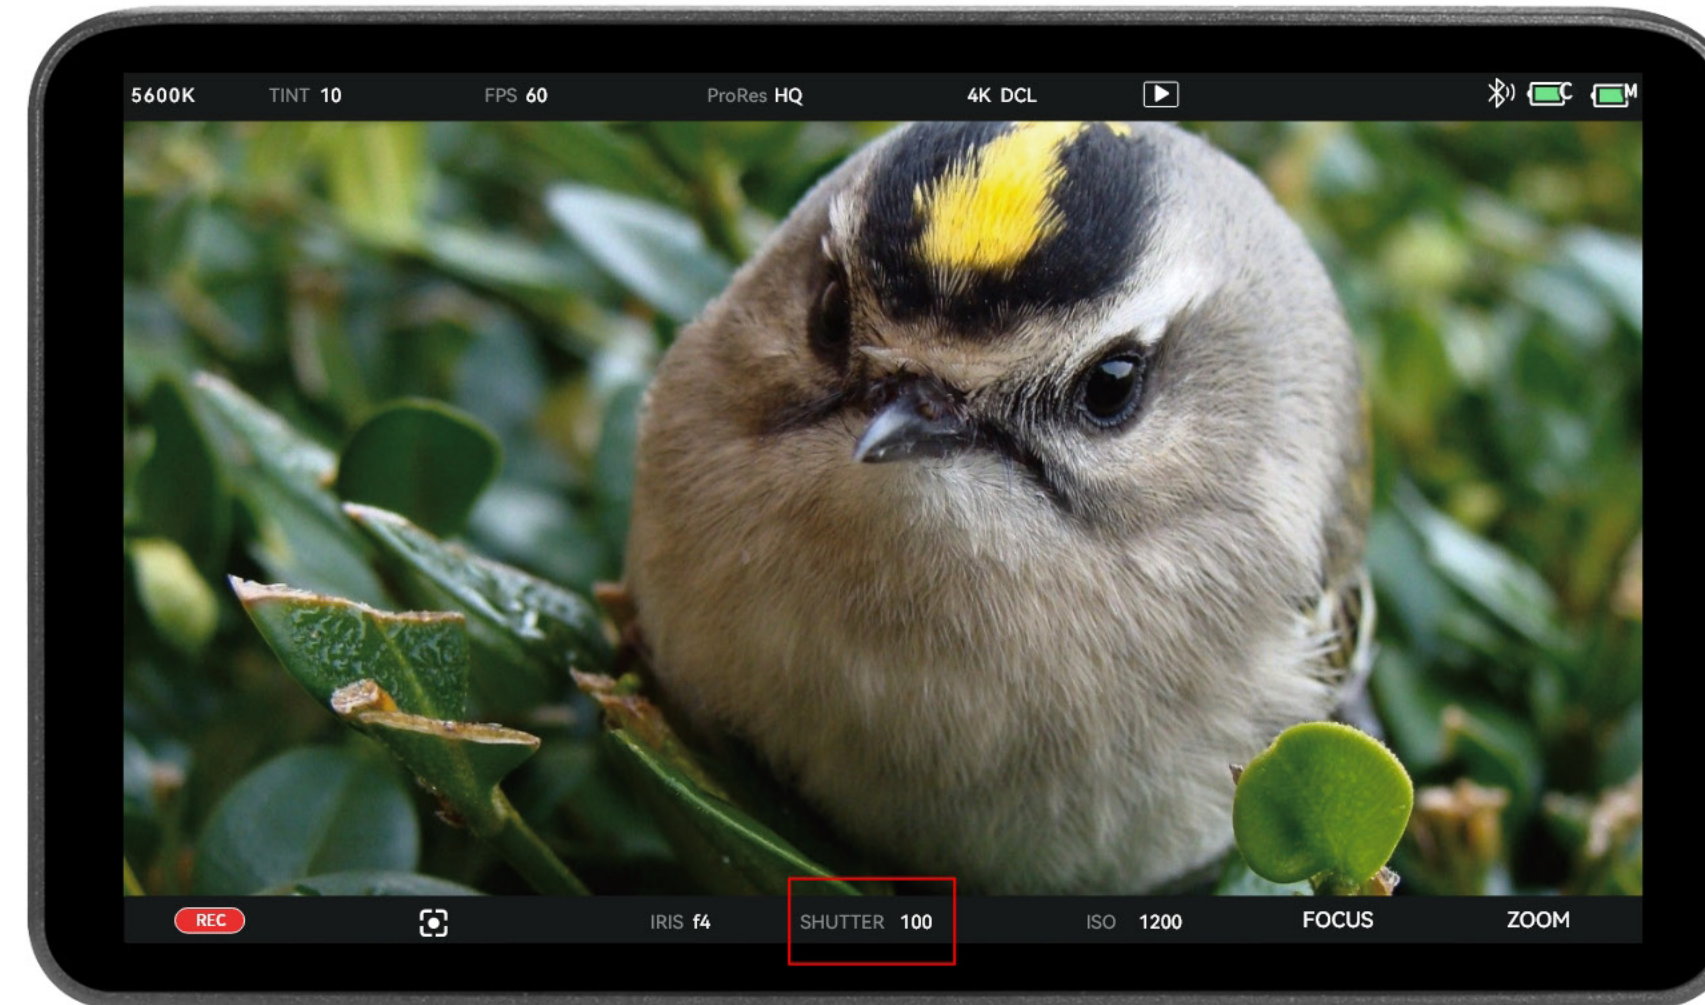 5600K TINT 10 FPS 60 ProRes HQ 4K DCL C M
REC IRIS f4 SHUTTER 100 ISO 1200 FOCUS ZOOM